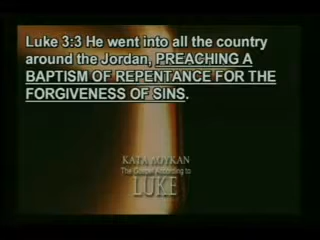 Luke 3:3 He went into all the country
around the Jordan, PREACHING A
BAPTISM OF REPENTANCE FOR THE
FORGIVENESS OF SINS.
ΚΑΤΑ ΛΟΥΚΑΝ
The Gospel According to
LUKE